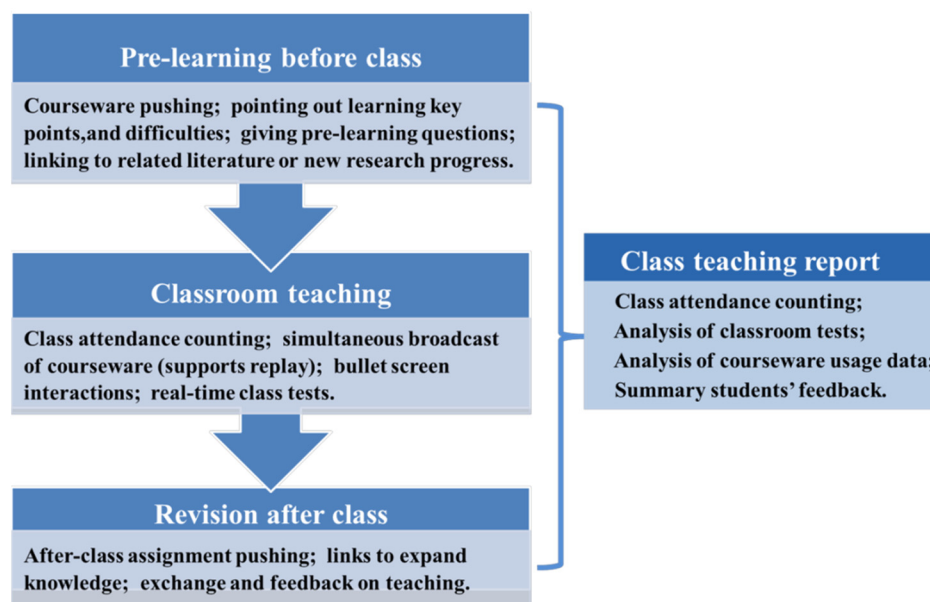 Pre-learning before class
Courseware pushing; pointing out learning key
points,and difficulties; giving pre-learning questions;
linking to related literature or new research progress.
Classroom teaching
Class attendance counting; simultaneous broadcast
of courseware (supports replay); bullet screen
interactions; real-time class tests.
Revision after class
After-class assignment pushing; links to expand
knowledge; exchange and feedback on teaching.
Class teaching report
Class attendance counting;
Analysis of classroom tests;
Analysis of courseware usage data;
Summary students’ feedback.